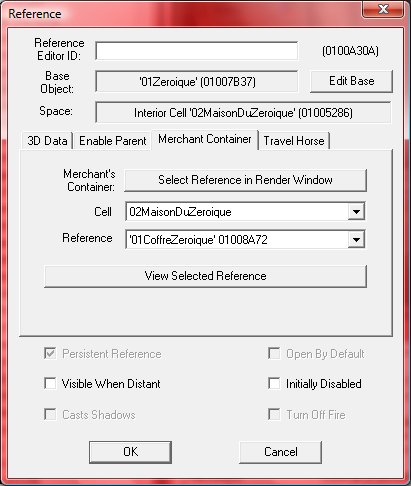 Reference
Reference
Editor ID:
(0100A30A)
Base
Object:
'01Zeroique' (01007B37)
Edit Base
Space:
Interior Cell '02MaisonDuZeroique' (01005286)
3D Data
Enable Parent
Merchant Container
Travel Horse
Merchant's
Container:
Select Reference in Render Window
Cell
02MaisonDuZeroique
Reference
'01CoffreZeroique' 01008A72
View Selected Reference
Persistent Reference
Open By Default
Visible When Distant
Initially Disabled
Casts Shadows
Turn Off Fire
OK
Cancel